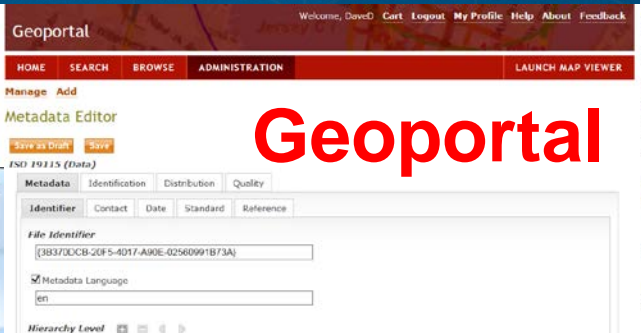 Welcome, DaveD Cart Logout My Profile Help About Feedback
Geoportal
HOME SEARCH BROWSE ADMINISTRATION LAUNCH MAP VIEWER
Manage Add
Metadata Editor
Geoportal
Save as Draft Save
ISO 19115 (Data)
Metadata Identification Distribution Quality
Identifier Contact Date Standard Reference
File Identifier
{3B370DCB-20F5-4017-A90E-02560991B73A}
Metadata Language
en
Hierarchy Level